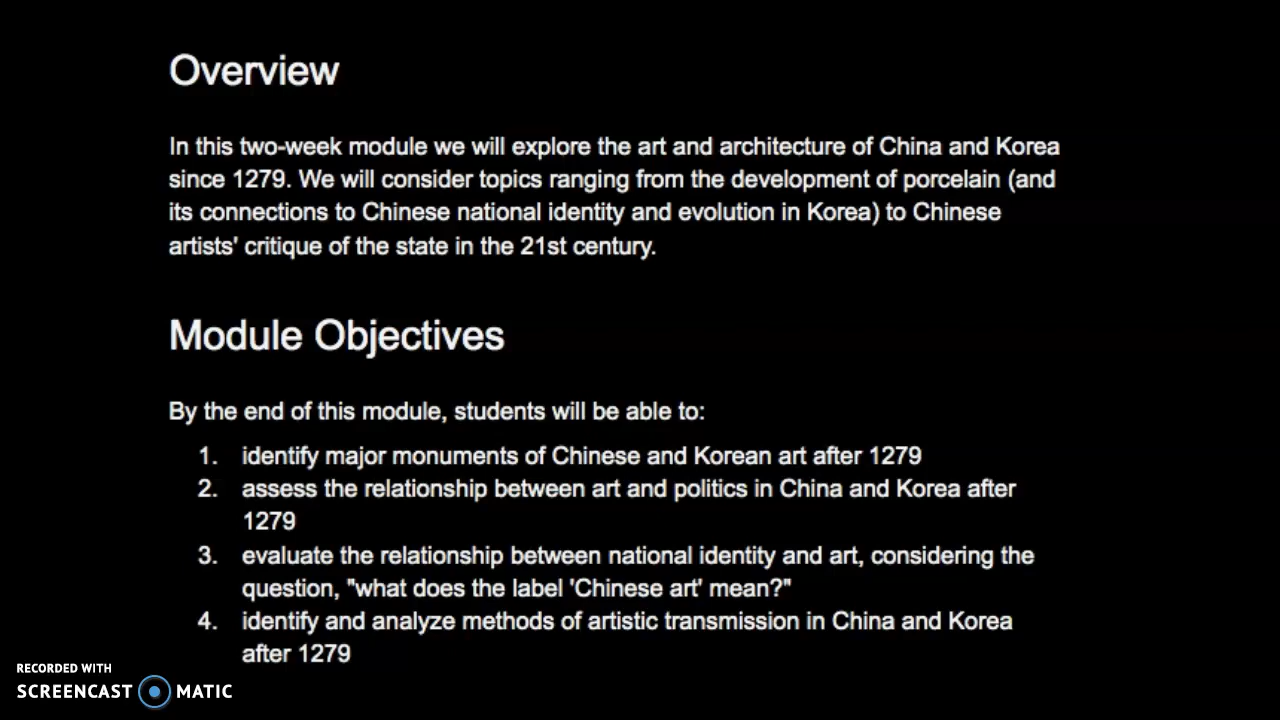 Overview
In this two-week module we will explore the art and architecture of China and Korea
since 1279. We will consider topics ranging from the development of porcelain (and
its connections to Chinese national identity and evolution in Korea) to Chinese
artists' critique of the state in the 21st century.
Module Objectives
By the end of this module, students will be able to:
1. identify major monuments of Chinese and Korean art after 1279
2. assess the relationship between art and politics in China and Korea after
1279
3. evaluate the relationship between national identity and art, considering the
question, "what does the label 'Chinese art' mean?"
4. identify and analyze methods of artistic transmission in China and Korea
after 1279
RECORDED WITH
SCREENCAST MATIC